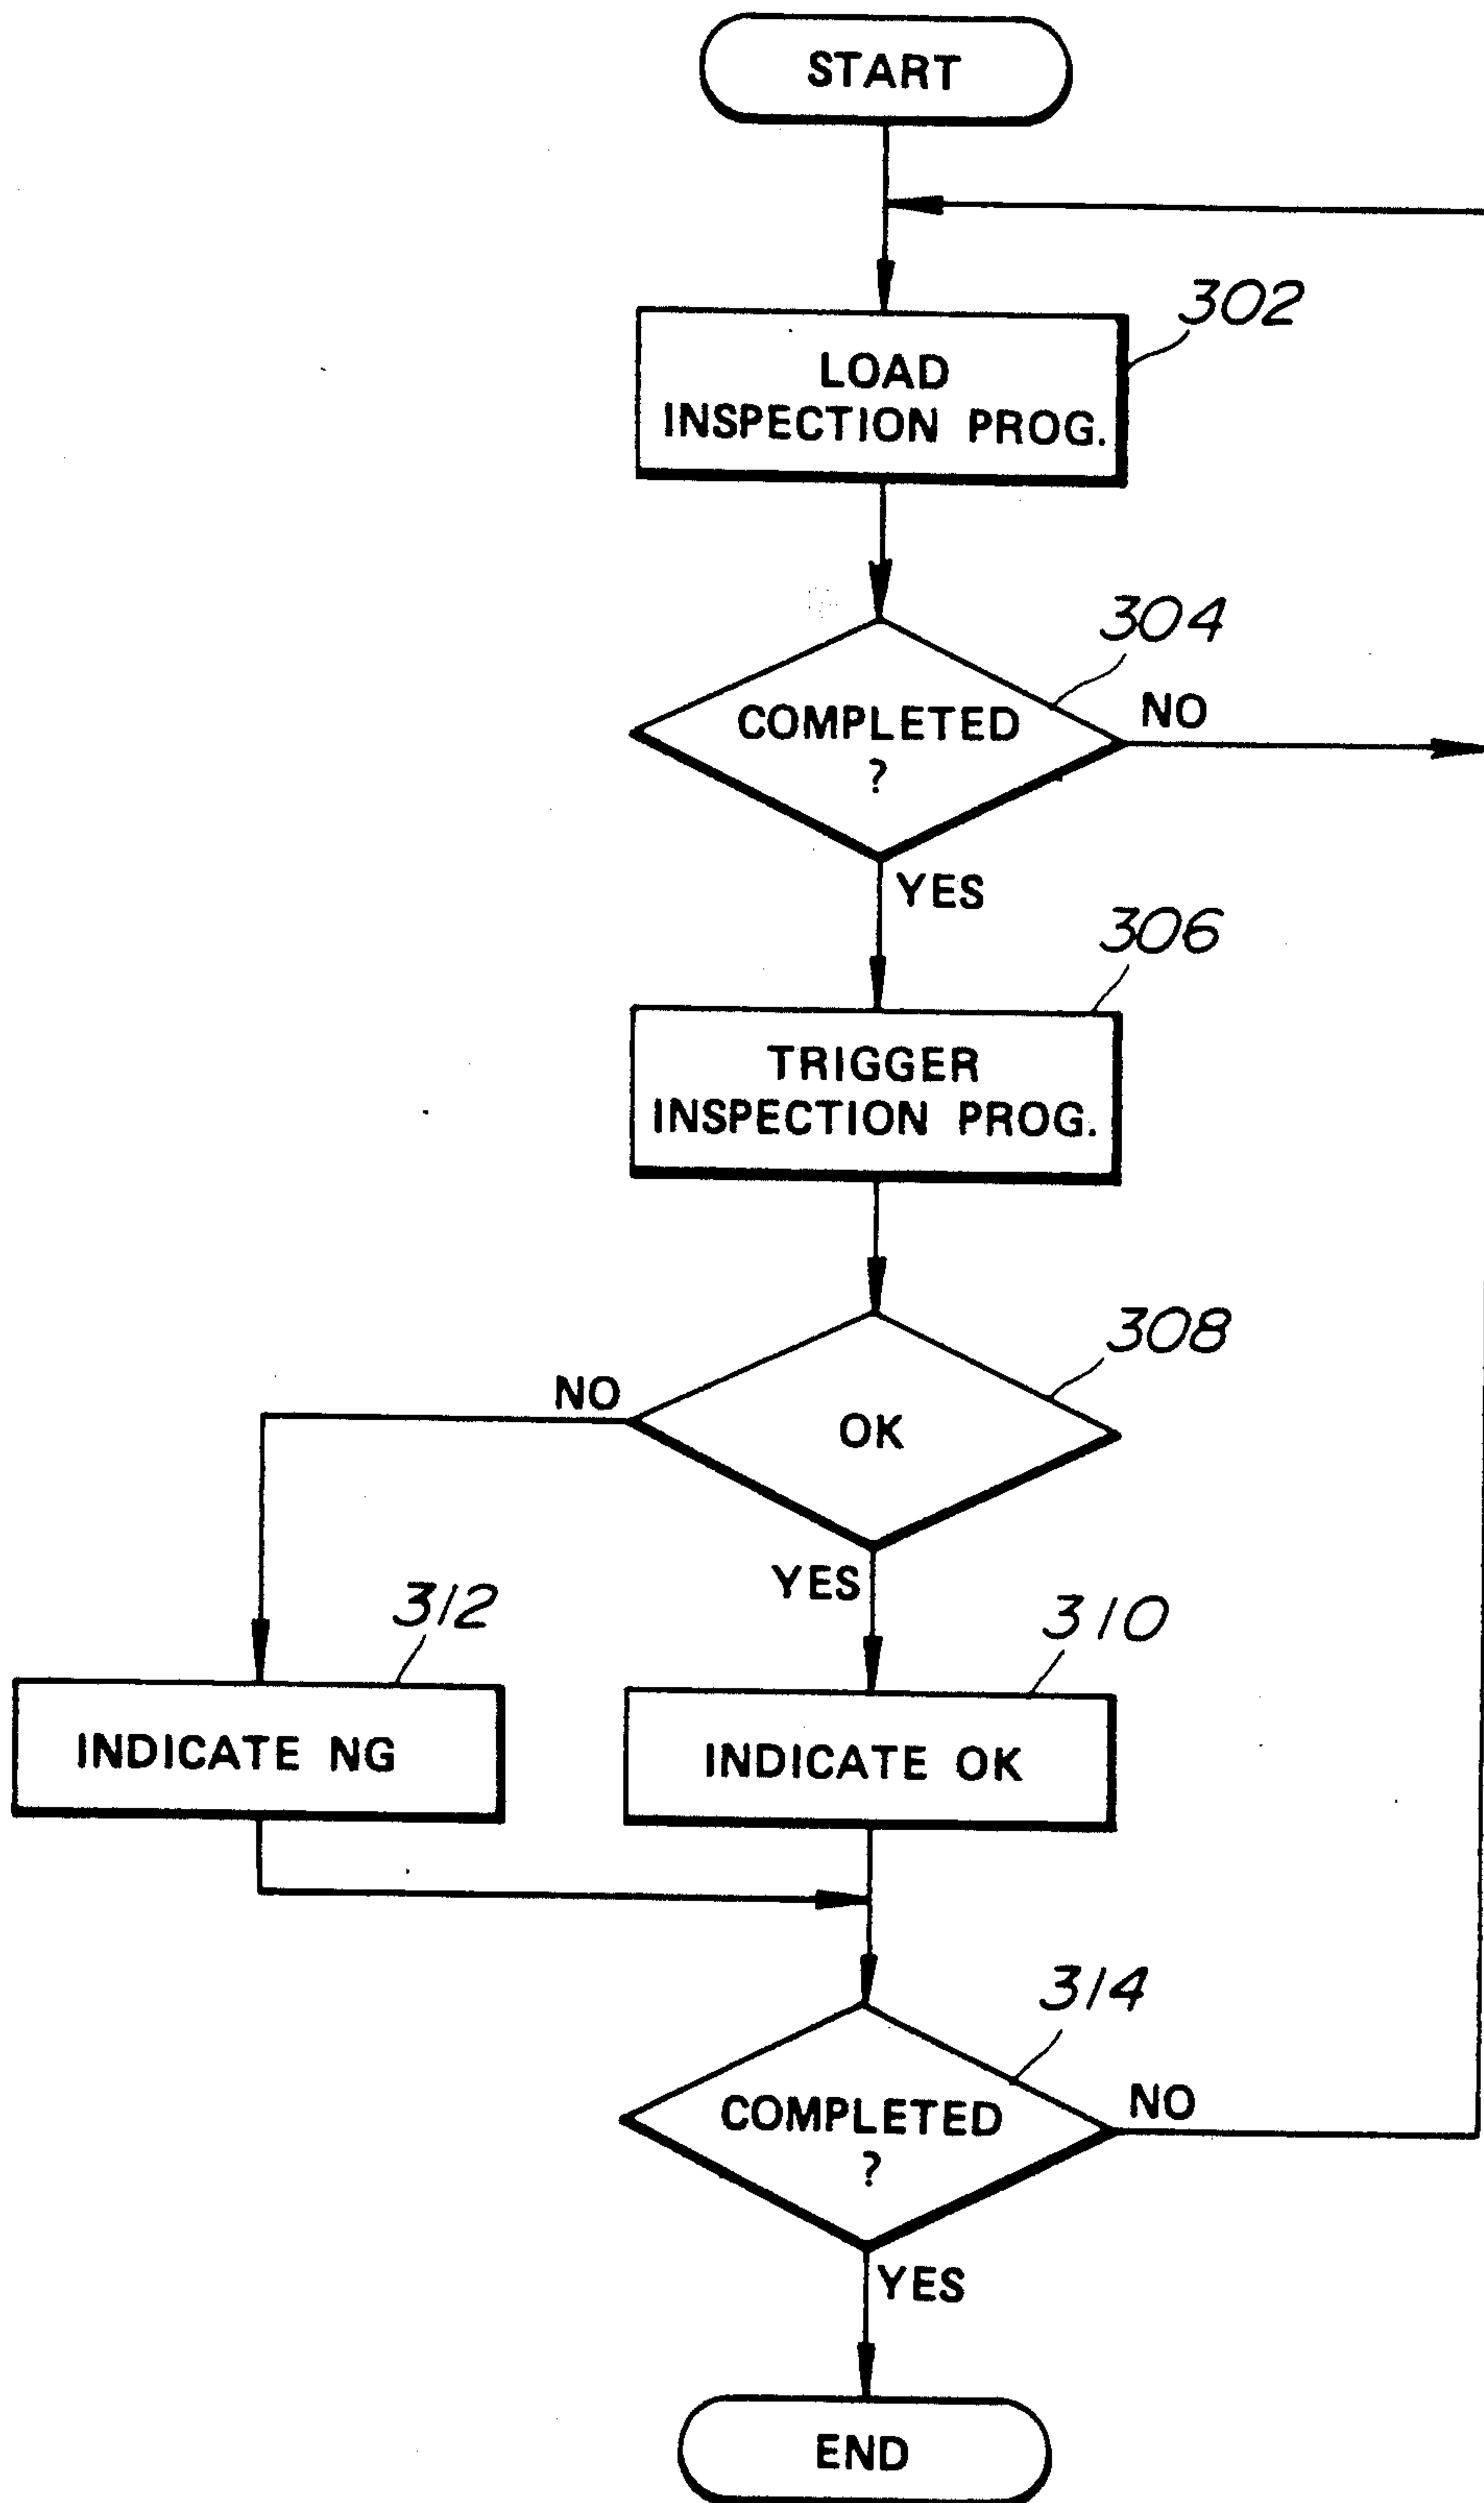 START
302
LOAD
INSPECTION PROG.
304
COMPLETED
?
NO
YES
306
TRIGGER
INSPECTION PROG.
308
NO
OK
YES
312
310
INDICATE NG
INDICATE OK
314
COMPLETED
?
NO
YES
END